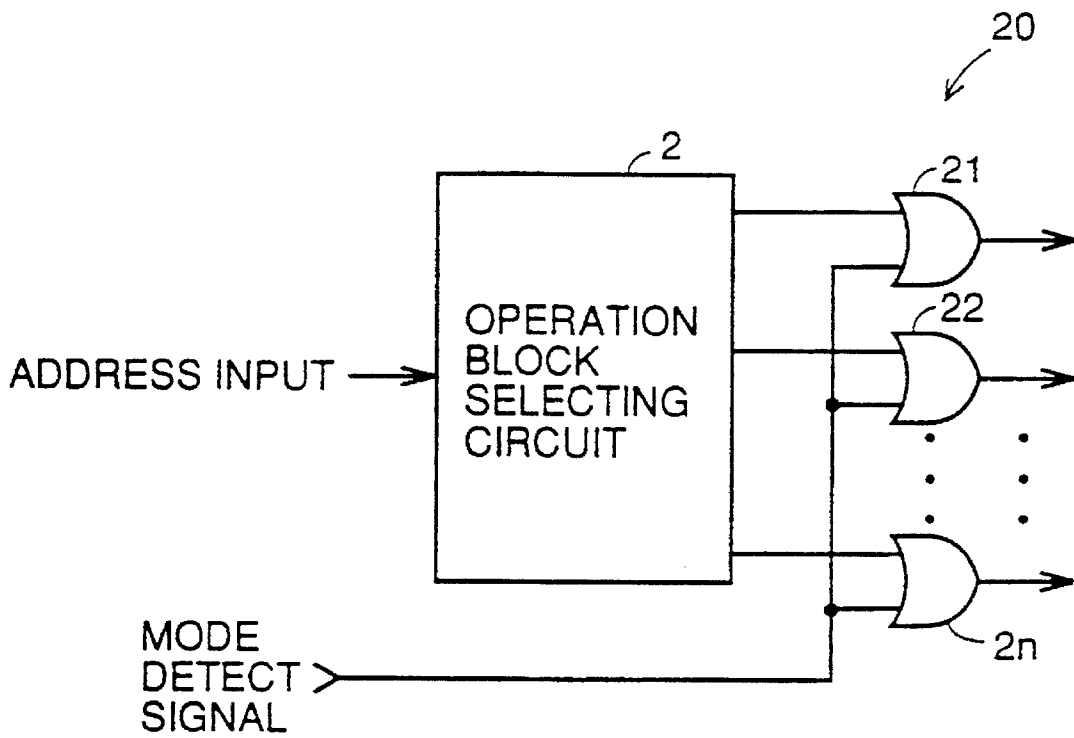 20
2
21
OPERATION
BLOCK
SELECTING
CIRCUIT
22
ADDRESS INPUT
2n
MODE
DETECT
SIGNAL